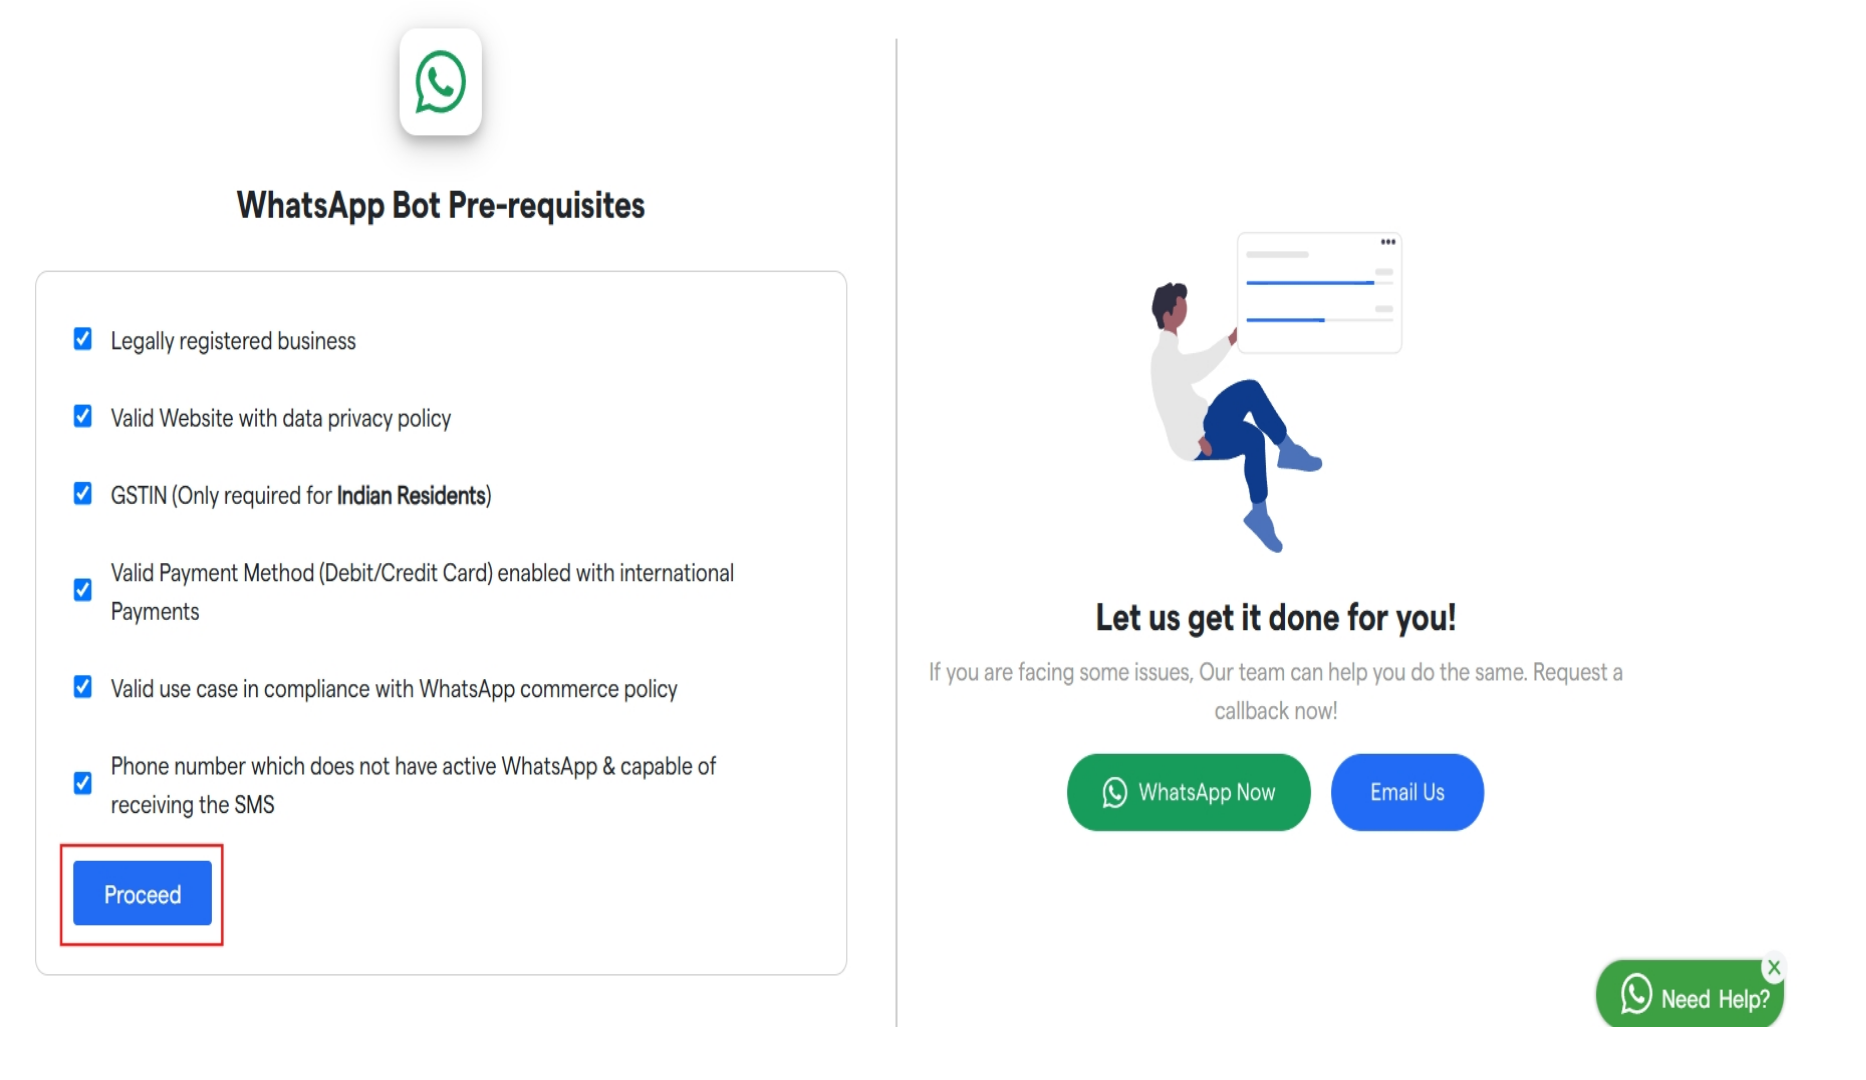 WhatsApp Bot Pre-requisites
Legally registered business
Valid Website with data privacy policy
GSTIN (Only required for Indian Residents)
Valid Payment Method (Debit/Credit Card) enabled with international
Payments
Valid use case in compliance with WhatsApp commerce policy
Phone number which does not have active WhatsApp & capable of
receiving the SMS
Proceed
Let us get it done for you!
If you are facing some issues, Our team can help you do the same. Request a
callback now!
WhatsApp Now
Email Us
X
Need Help?